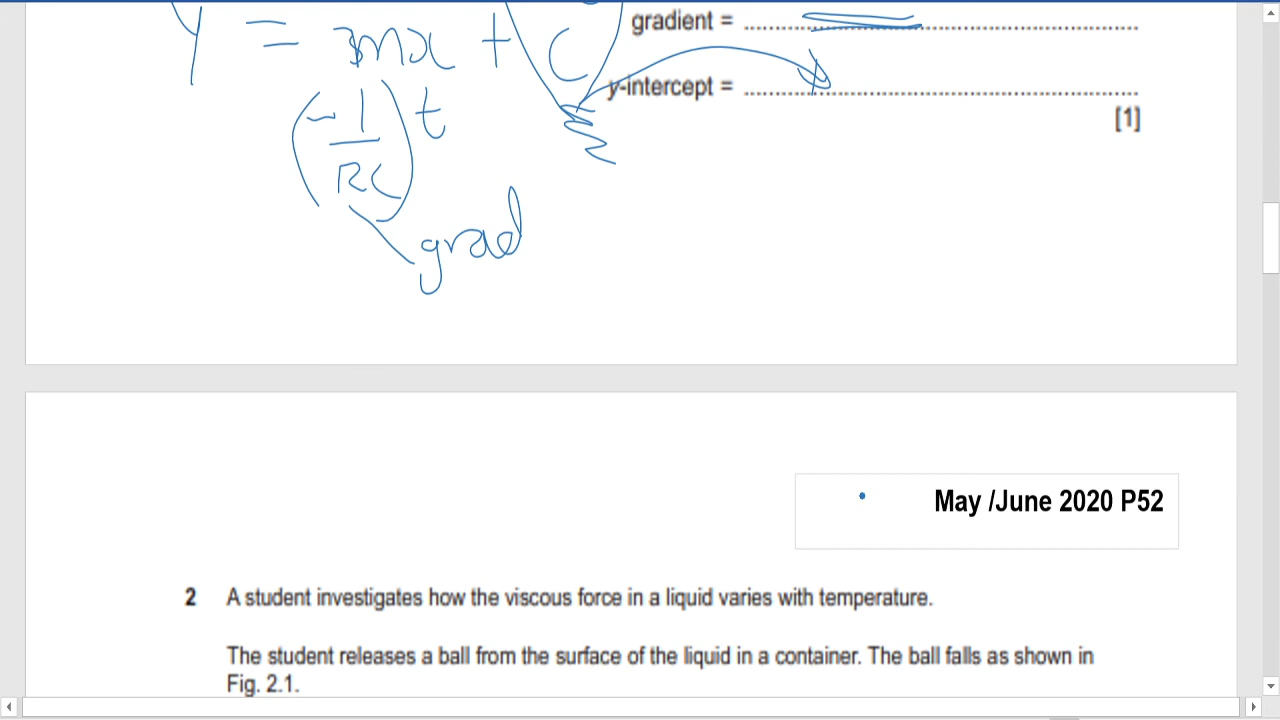 y = mx + C
gradient = ........................................
y-intercept = ........................................
[1]
(-1/RC) t
grad
• May /June 2020 P52
2 A student investigates how the viscous force in a liquid varies with temperature.
The student releases a ball from the surface of the liquid in a container. The ball falls as shown in
Fig. 2.1.